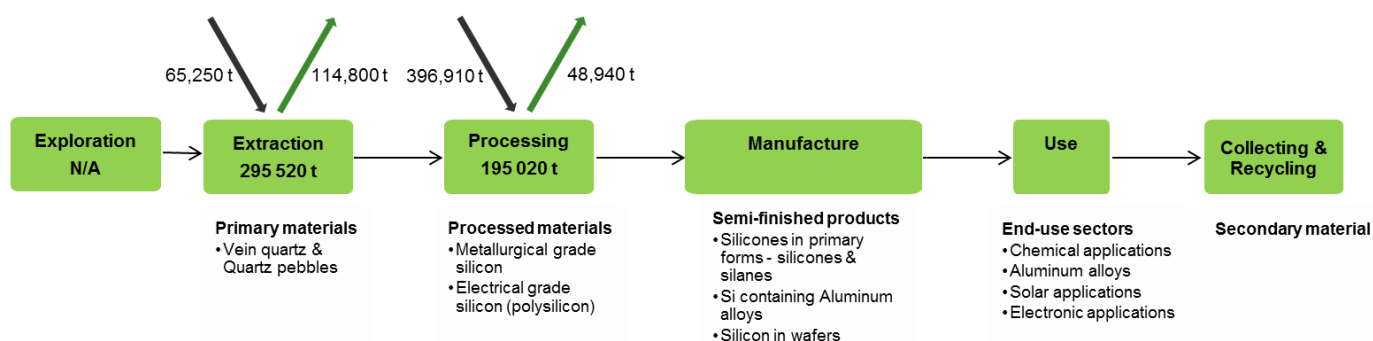 65,250 t
114,800 t
396,910 t
48,940 t
Exploration
N/A
Extraction
295 520 t
Processing
195 020 t
Manufacture
Use
Collecting &
Recycling
Primary materials
•Vein quartz &
Quartz pebbles
Processed materials
•Metallurgical grade
silicon
•Electrical grade
silicon (polysilicon)
Semi-finished products
•Silicones in primary
forms - silicones &
silanes
•Si containing Aluminum
alloys
•Silicon in wafers
End-use sectors
•Chemical applications
•Aluminum alloys
•Solar applications
•Electronic applications
Secondary material